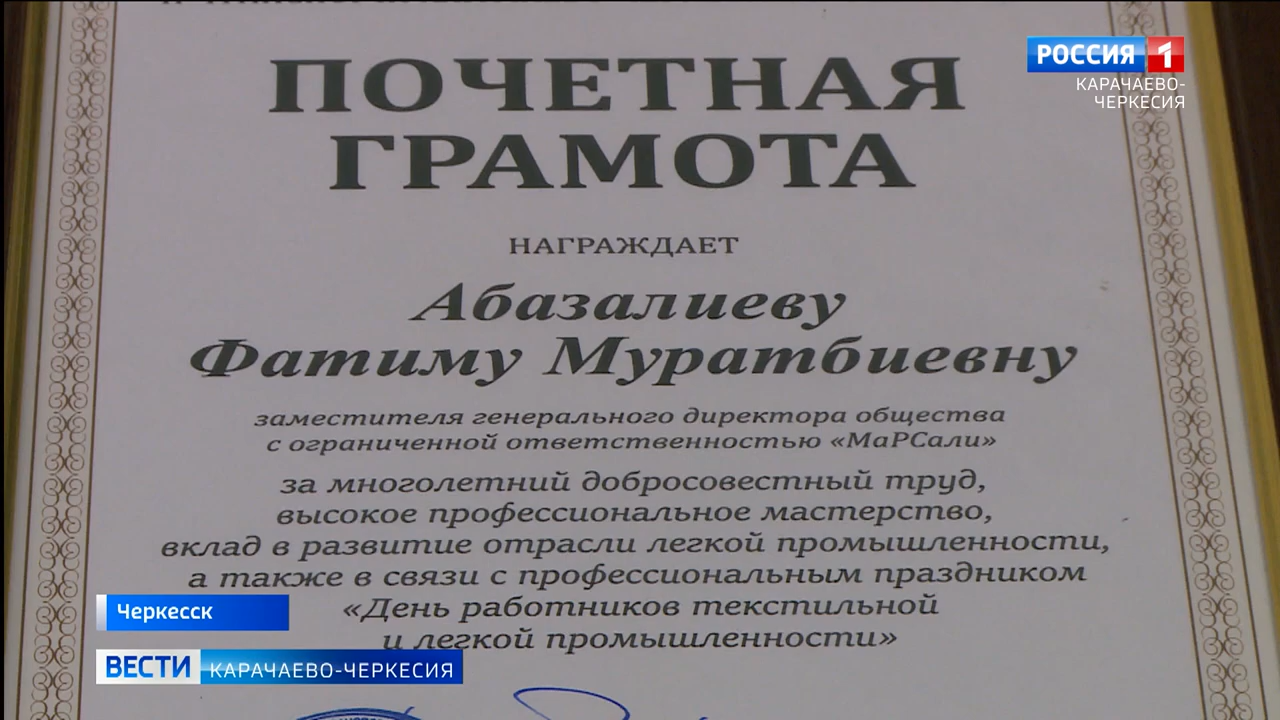 ПОЧЕТНАЯ
ГРАМОТА
НАГРАЖДАЕТ
Абазалиеву
Фатиму Муратбиевну
заместителя генерального директора общества
с ограниченной ответственностью «МаРСали»
за многолетний добросовестный труд,
высокое профессиональное мастерство,
вклад в развитие отрасли легкой промышленности,
а также в связи с профессиональным праздником
«День работников текстильной
и легкой промышленности»
РОССИЯ 1
КАРАЧАЕВО-
ЧЕРКЕСИЯ
Черкесск
ВЕСТИ КАРАЧАЕВО-ЧЕРКЕСИЯ